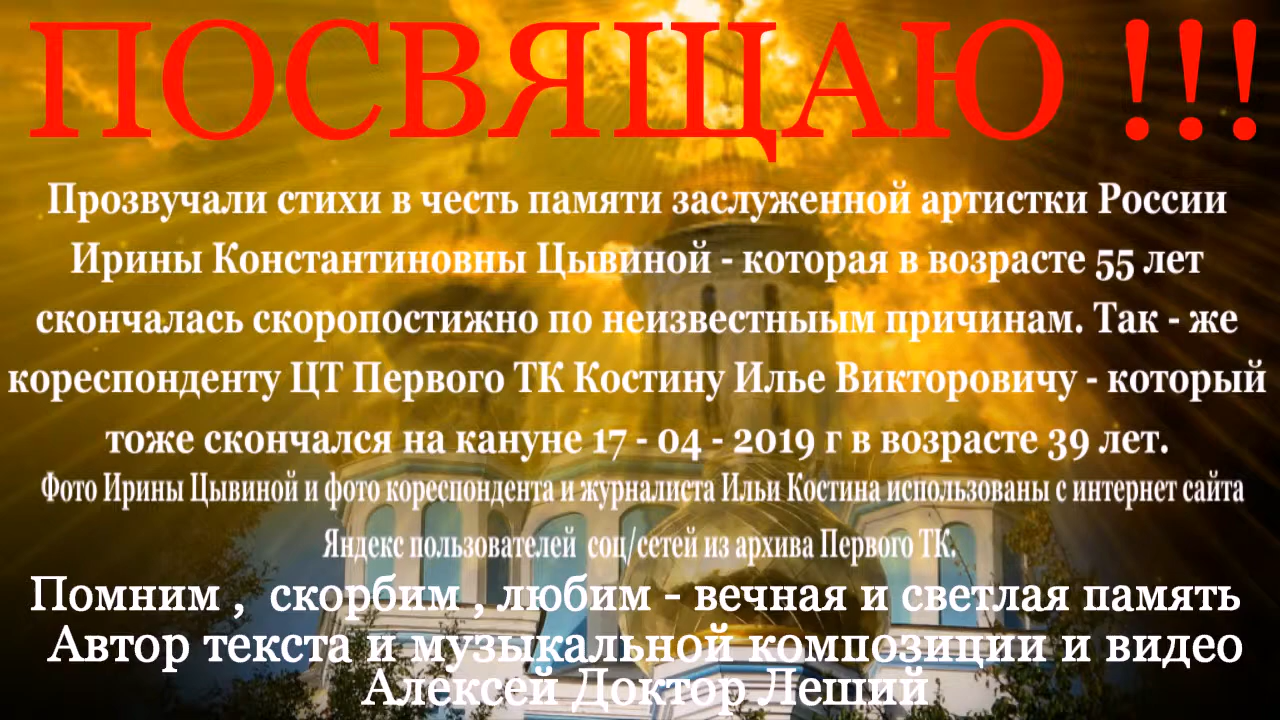 ПОСВЯЩАЮ !!!
Прозвучали стихи в честь памяти заслуженной артистки России
Ирины Константиновны Цывиной - которая в возрасте 55 лет
скончалась скоропостижно по неизвестныым причинам. Так - же
кореспонденту ЦТ Первого ТК Костину Илье Викторовичу - который
тоже скончался на кануне 17 - 04 - 2019 г в возрасте 39 лет.
Фото Ирины Цывиной и фото кореспондента и журналиста Ильи Костина использованы с интернет сайта
Яндекс пользователей соц/сетей из архива Первого ТК.
Помним , скорбим , любим - вечная и светлая память
Автор текста и музыкальной композиции и видео
Алексей Доктор Леший